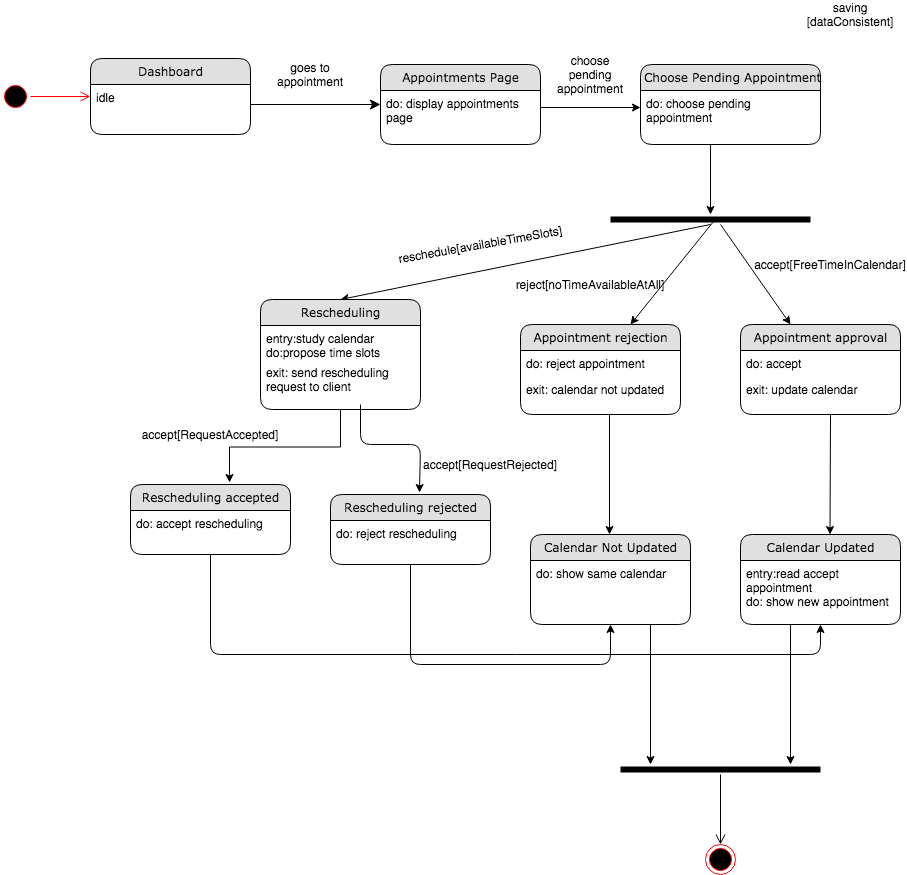 saving
[dataConsistent]
Dashboard
idle
goes to
appointment
Appointments Page
do: display appointments
page
choose
pending
appointment
Choose Pending Appointment
do: choose pending
appointment
reschedule[availableTimeSlots]
reject[noTimeAvailableAtAll]
accept[FreeTimeInCalendar]
Rescheduling
entry:study calendar
do:propose time slots
exit: send rescheduling
request to client
Appointment rejection
do: reject appointment
exit: calendar not updated
Appointment approval
do: accept
exit: update calendar
accept[RequestAccepted]
accept[RequestRejected]
Rescheduling accepted
do: accept rescheduling
Rescheduling rejected
do: reject rescheduling
Calendar Not Updated
do: show same calendar
Calendar Updated
entry:read accept
appointment
do: show new appointment